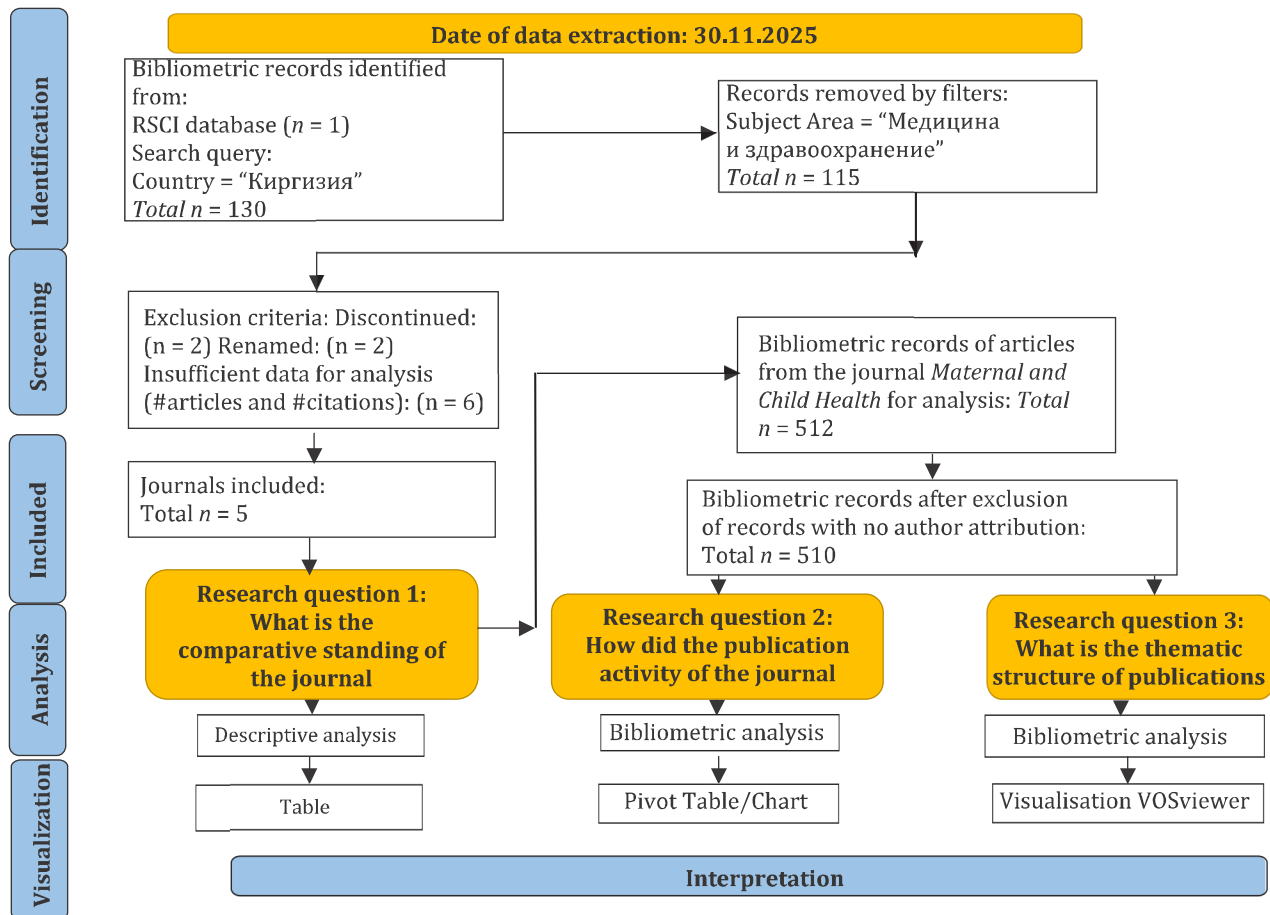 Date of data extraction: 30.11.2025
Identification
Bibliometric records identified
from:
RSCI database (n = 1)
Search query:
Country = “Киргизия”
Total n = 130
Records removed by filters:
Subject Area = “Медицина
и здравоохранение”
Total n = 115
Screening
Exclusion criteria: Discontinued:
(n = 2) Renamed: (n = 2)
Insufficient data for analysis
(#articles and #citations): (n = 6)
Bibliometric records of articles
from the journal Maternal and
Child Health for analysis: Total
n = 512
Included
Journals included:
Total n = 5
Bibliometric records after exclusion
of records with no author attribution:
Total n = 510
Analysis
Research question 1:
What is the
comparative standing of
the journal
Research question 2:
How did the publication
activity of the journal
Research question 3:
What is the thematic
structure of publications
Descriptive analysis
Bibliometric analysis
Bibliometric analysis
Visualization
Table
Pivot Table/Chart
Visualisation VOSviewer
Interpretation